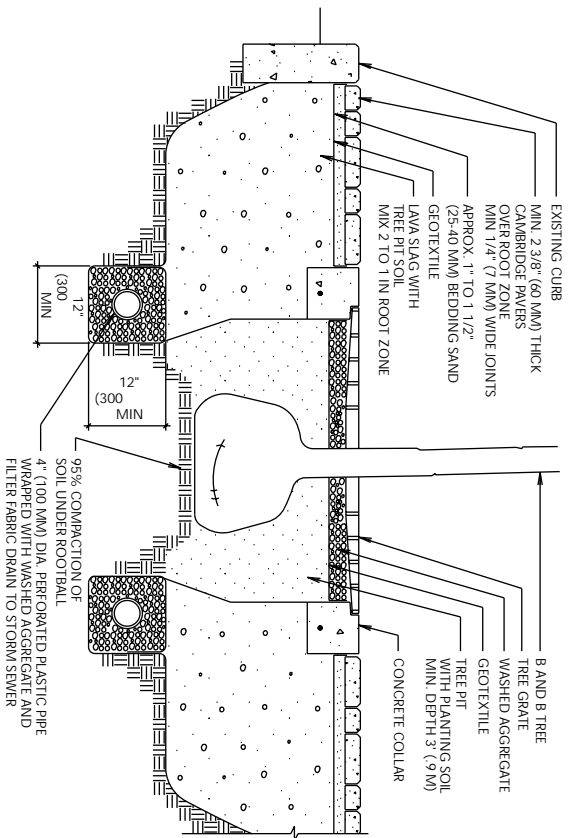 EXISTING CURB
MIN. 2 3/8" (60 MM) THICK
CAMBRIDGE PAVERS
OVER ROOT ZONE
MIN 1/4" (7 MM) WIDE JOINTS
APPROX. 1" TO 1 1/2"
(25-40 MM) BEDDING SAND
GEOTEXTILE
LAVA SLAG WITH
TREE PIT SOIL
MIX 2 TO 1 IN ROOT ZONE
B AND B TREE
TREE GRATE
WASHED AGGREGATE
GEOTEXTILE
TREE PIT
WITH PLANTING SOIL
MIN. DEPTH 3' (.9 M)
CONCRETE COLLAR
12"
(300
MIN
12"
(300
MIN
95% COMPACTION OF
SOIL UNDER ROOTBALL
4" (100 MM) DIA. PERFORATED PLASTIC PIPE
WRAPPED WITH WASHED AGGREGATE AND
FILTER FABRIC DRAIN TO STORM SEWER